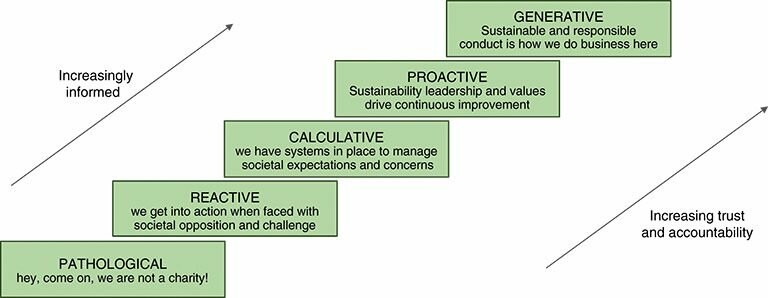 GENERATIVE
Sustainable and responsible
conduct is how we do business here
Increasingly
informed
PROACTIVE
Sustainability leadership and values
drive continuous improvement
CALCULATIVE
we have systems in place to manage
societal expectations and concerns
REACTIVE
we get into action when faced with
societal opposition and challenge
Increasing trust
and accountability
PATHOLOGICAL
hey, come on, we are not a charity!